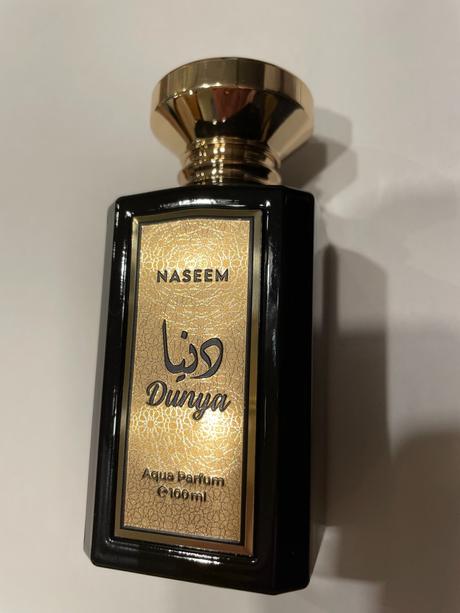 NASEEM
دنيا
Dunya
Aqua Parfum
℮100ml